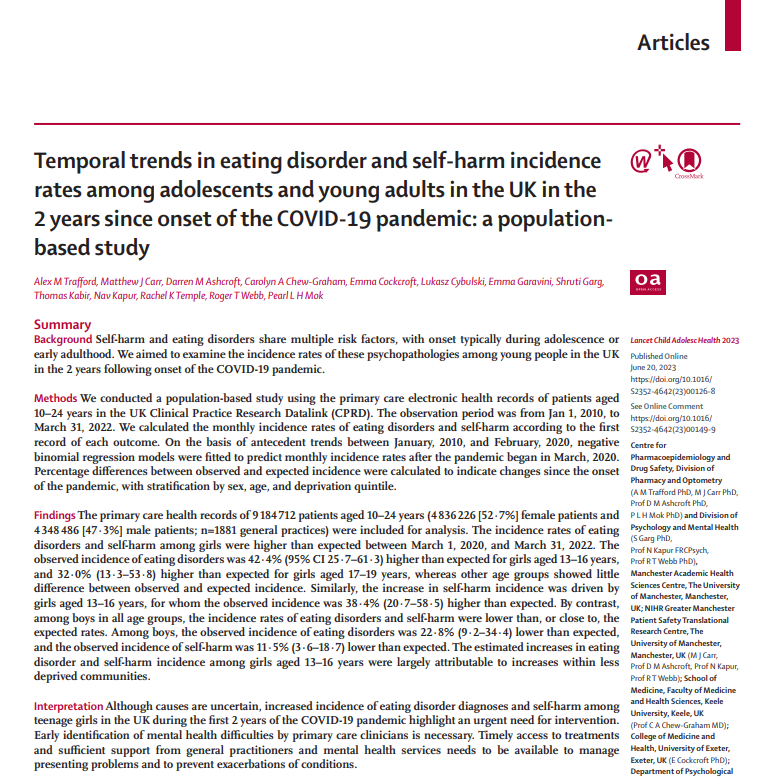 Articles
Temporal trends in eating disorder and self-harm incidence
rates among adolescents and young adults in the UK in the
2 years since onset of the COVID-19 pandemic: a population-
based study
CrossMark
oa
OPEN ACCESS
Alex M Trafford, Matthew J Carr, Darren M Ashcroft, Carolyn A Chew-Graham, Emma Cockcroft, Lukasz Cybulski, Emma Garavini, Shruti Garg,
Thomas Kabir, Nav Kapur, Rachel K Temple, Roger T Webb, Pearl L H Mok
Summary
Background Self-harm and eating disorders share multiple risk factors, with onset typically during adolescence or
early adulthood. We aimed to examine the incidence rates of these psychopathologies among young people in the UK
in the 2 years following onset of the COVID-19 pandemic.
Methods We conducted a population-based study using the primary care electronic health records of patients aged
10–24 years in the UK Clinical Practice Research Datalink (CPRD). The observation period was from Jan 1, 2010, to
March 31, 2022. We calculated the monthly incidence rates of eating disorders and self-harm according to the first
record of each outcome. On the basis of antecedent trends between January, 2010, and February, 2020, negative
binomial regression models were fitted to predict monthly incidence rates after the pandemic began in March, 2020.
Percentage differences between observed and expected incidence were calculated to indicate changes since the onset
of the pandemic, with stratification by sex, age, and deprivation quintile.
Findings The primary care health records of 9 184 712 patients aged 10–24 years (4 836 226 [52·7%] female patients and
4 348 486 [47·3%] male patients; n=1881 general practices) were included for analysis. The incidence rates of eating
disorders and self-harm among girls were higher than expected between March 1, 2020, and March 31, 2022. The
observed incidence of eating disorders was 42·4% (95% CI 25·7–61·3) higher than expected for girls aged 13–16 years,
and 32·0% (13·3–53·8) higher than expected for girls aged 17–19 years, whereas other age groups showed little
difference between observed and expected incidence. Similarly, the increase in self-harm incidence was driven by
girls aged 13–16 years, for whom the observed incidence was 38·4% (20·7–58·5) higher than expected. By contrast,
among boys in all age groups, the incidence rates of eating disorders and self-harm were lower than, or close to, the
expected rates. Among boys, the observed incidence of eating disorders was 22·8% (9·2–34·4) lower than expected,
and the observed incidence of self-harm was 11·5% (3·6–18·7) lower than expected. The estimated increases in eating
disorder and self-harm incidence among girls aged 13–16 years were largely attributable to increases within less
deprived communities.
Interpretation Although causes are uncertain, increased incidence of eating disorder diagnoses and self-harm among
teenage girls in the UK during the first 2 years of the COVID-19 pandemic highlight an urgent need for intervention.
Early identification of mental health difficulties by primary care clinicians is necessary. Timely access to treatments
and sufficient support from general practitioners and mental health services needs to be available to manage
presenting problems and to prevent exacerbations of conditions.
Lancet Child Adolesc Health 2023
Published Online
June 20, 2023
https://doi.org/10.1016/
S2352-4642(23)00126-8
See Online Comment
https://doi.org/10.1016/
S2352-4642(23)00149-9
Centre for
Pharmacoepidemiology and
Drug Safety, Division of
Pharmacy and Optometry
(A M Trafford PhD, M J Carr PhD,
Prof D M Ashcroft PhD,
P L H Mok PhD) and Division of
Psychology and Mental Health
(S Garg PhD,
Prof N Kapur FRCPsych,
Prof R T Webb PhD),
Manchester Academic Health
Sciences Centre, The University
of Manchester, Manchester,
UK; NIHR Greater Manchester
Patient Safety Translational
Research Centre, The
University of Manchester,
Manchester, UK (M J Carr,
Prof D M Ashcroft, Prof N Kapur,
Prof R T Webb); School of
Medicine, Faculty of Medicine
and Health Sciences, Keele
University, Keele, UK
(Prof C A Chew-Graham MD);
College of Medicine and
Health, University of Exeter,
Exeter, UK (E Cockcroft PhD);
Department of Psychological